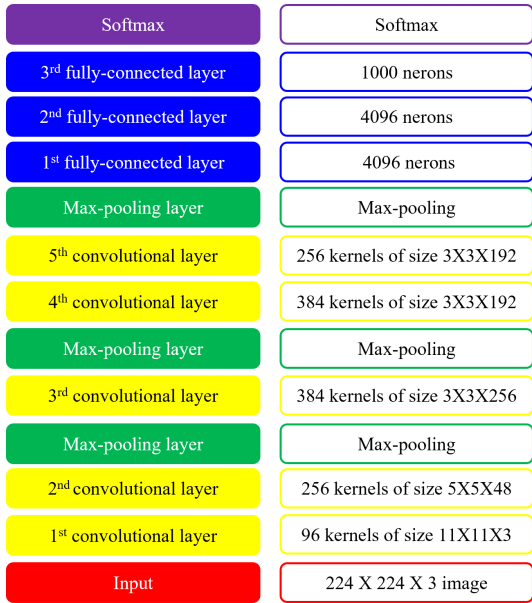 Softmax Softmax
3rd fully-connected layer 1000 nerons
2nd fully-connected layer 4096 nerons
1st fully-connected layer 4096 nerons
Max-pooling layer Max-pooling
5th convolutional layer 256 kernels of size 3X3X192
4th convolutional layer 384 kernels of size 3X3X192
Max-pooling layer Max-pooling
3rd convolutional layer 384 kernels of size 3X3X256
Max-pooling layer Max-pooling
2nd convolutional layer 256 kernels of size 5X5X48
1st convolutional layer 96 kernels of size 11X11X3
Input 224 X 224 X 3 image